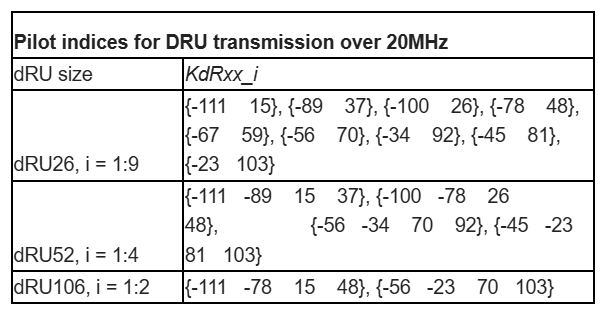 Pilot indices for DRU transmission over 20MHz
dRU size KdRxx_i
{-111 15}, {-89 37}, {-100 26}, {-78 48},
{-67 59}, {-56 70}, {-34 92}, {-45 81},
dRU26, i = 1:9 {-23 103}
{-111 -89 15 37}, {-100 -78 26
48}, {-56 -34 70 92}, {-45 -23
dRU52, i = 1:4 81 103}
dRU106, i = 1:2 {-111 -78 15 48}, {-56 -23 70 103}